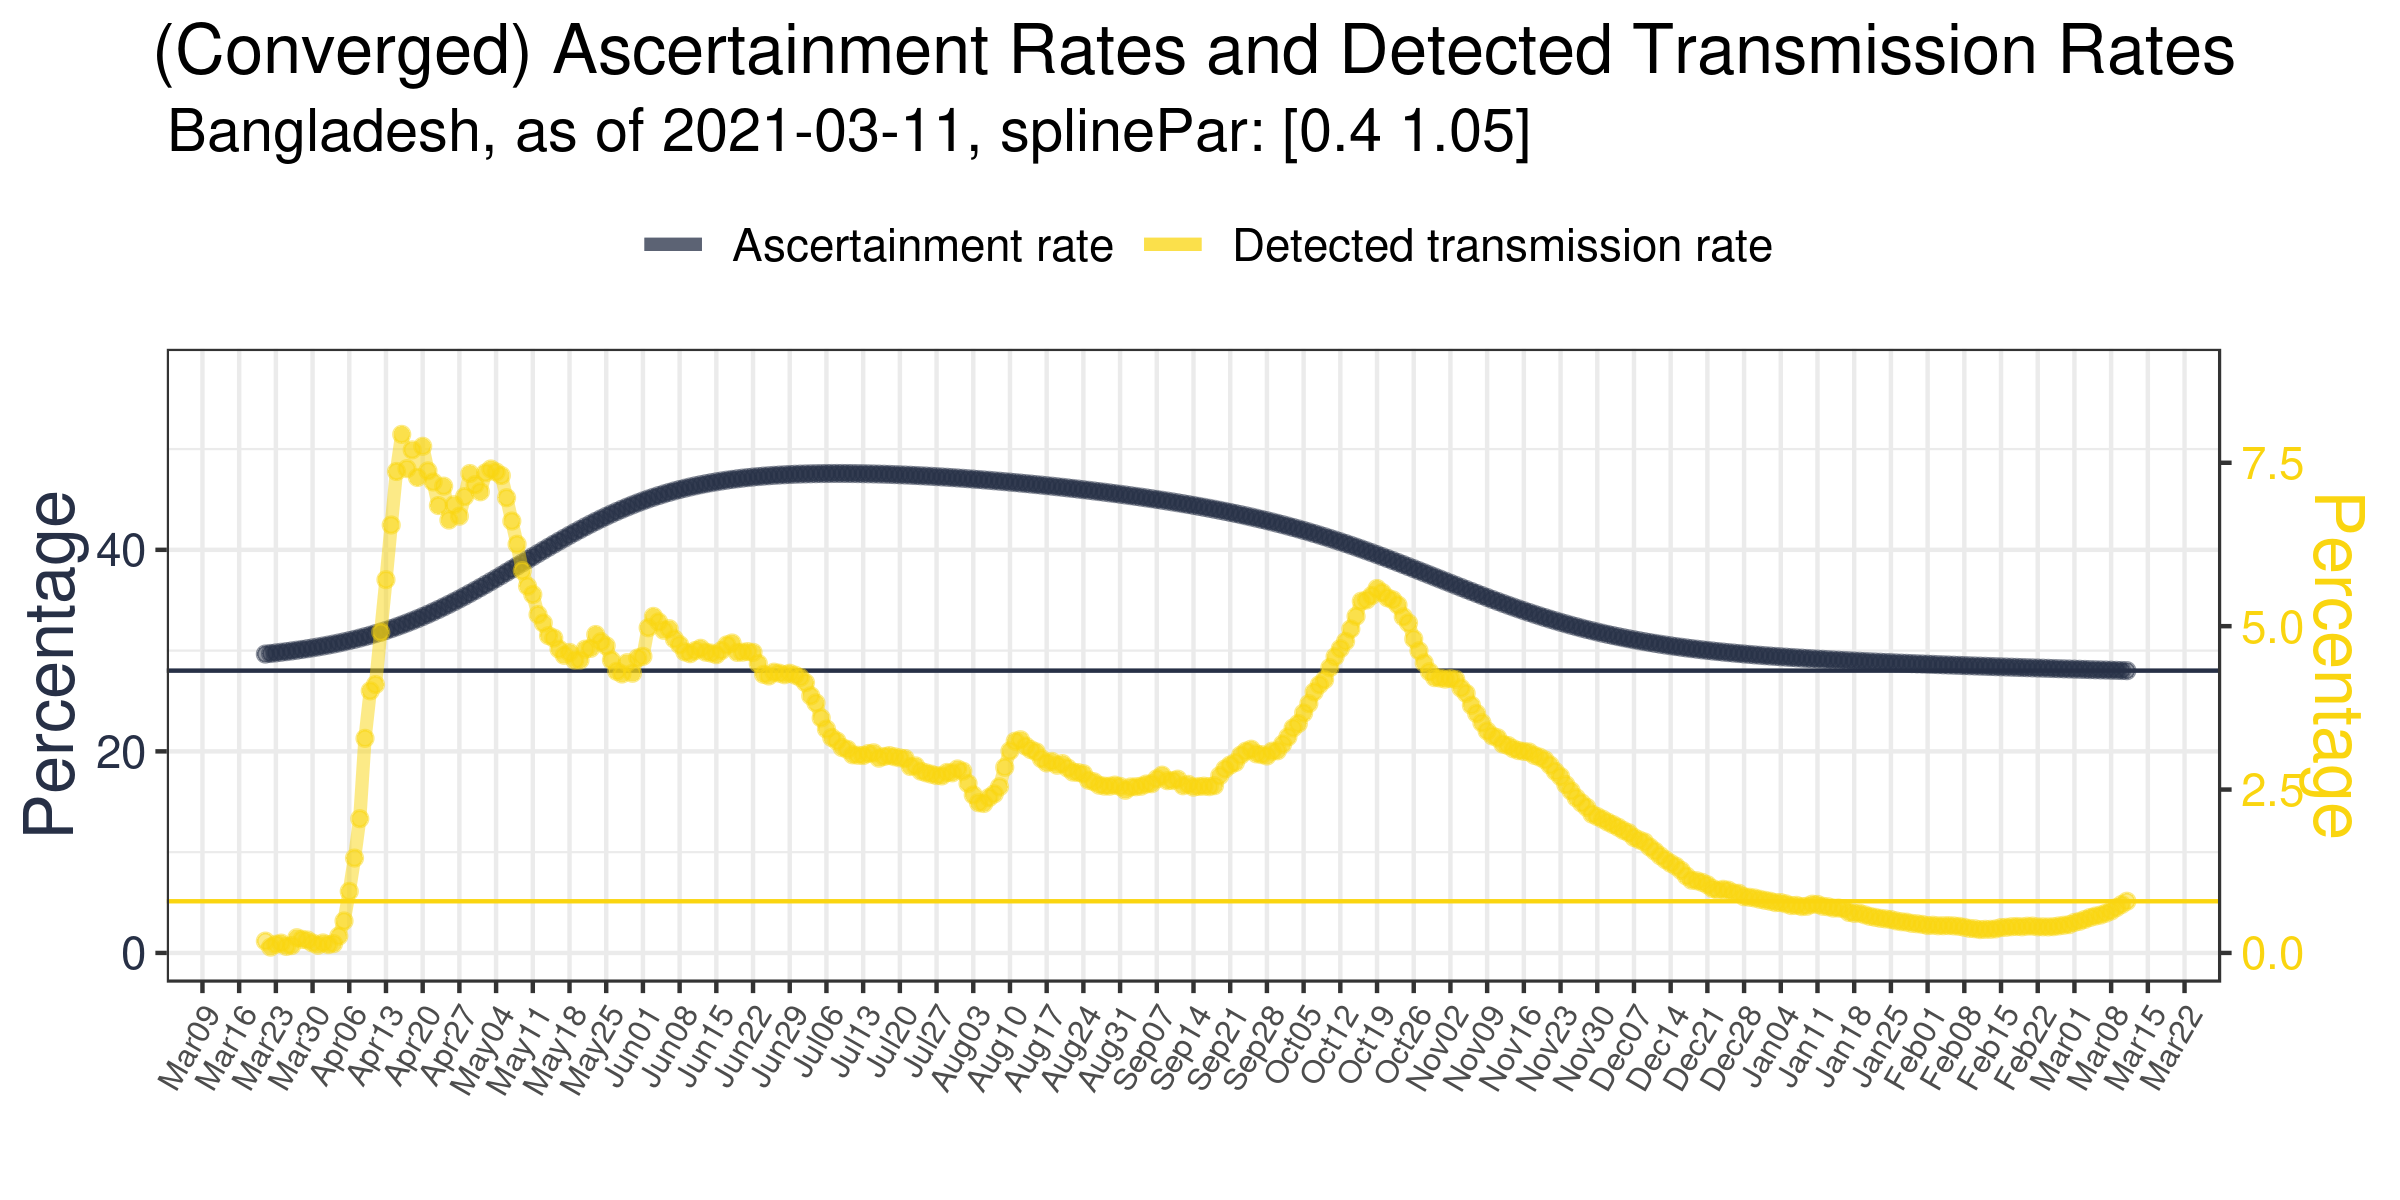 (Converged) Ascertainment Rates and Detected Transmission Rates
Bangladesh, as of 2021-03-11, splinePar: [0.4 1.05]
Ascertainment rate
Detected transmission rate
Percentage
40
20
0
7.5
5.0
2.5
0.0
Percentage
Mar09
Mar16
Mar23
Mar30
Apr06
Apr13
Apr20
Apr27
May04
May11
May18
May25
Jun01
Jun08
Jun15
Jun22
Jun29
Jul06
Jul13
Jul20
Jul27
Aug03
Aug10
Aug17
Aug24
Aug31
Sep07
Sep14
Sep21
Sep28
Oct05
Oct12
Oct19
Oct26
Nov02
Nov09
Nov16
Nov23
Nov30
Dec07
Dec14
Dec21
Dec28
Jan04
Jan11
Jan18
Jan25
Feb01
Feb08
Feb15
Feb22
Mar01
Mar08
Mar15
Mar22